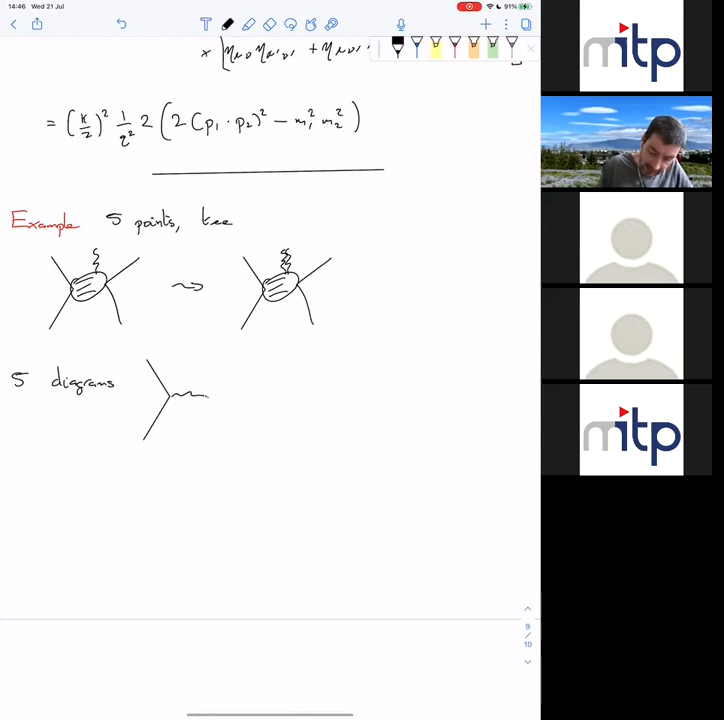 14:46 Wed 21 Jul
91%
= (κ/2)² 1/q² 2 (2 (p₁ · p₂)² − m₁² m₂²)
Example 5 points, tree
5 diagrams
9 / 10
mitp
mitp